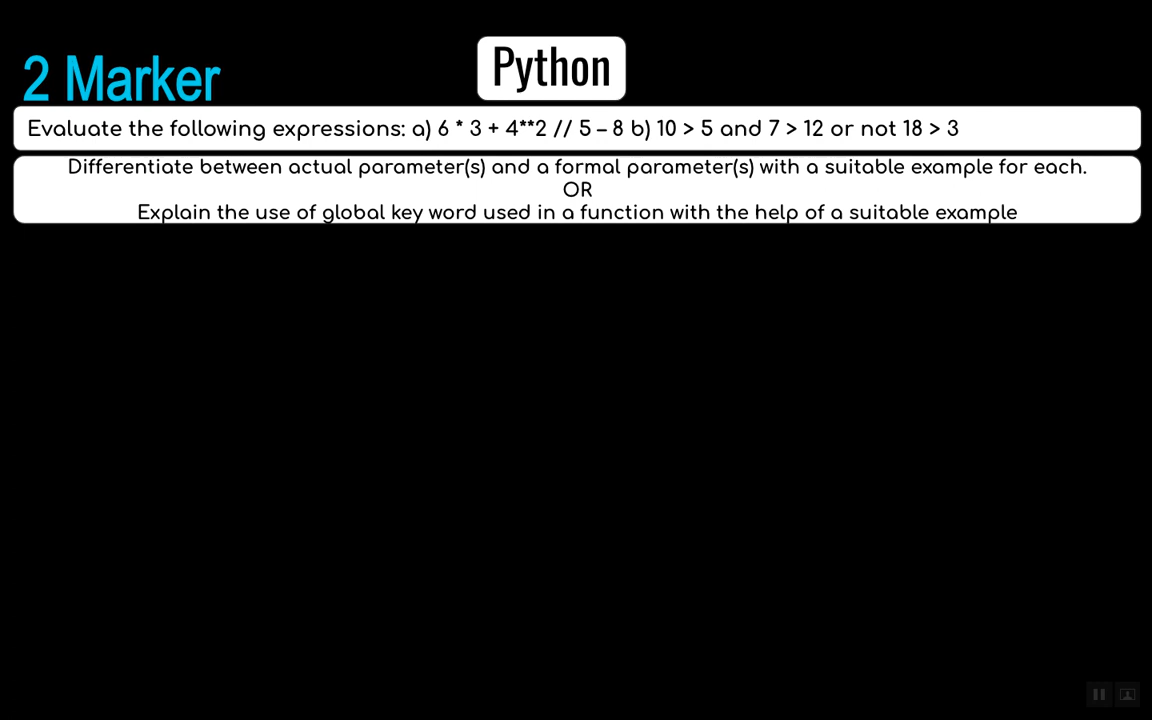 2 Marker
Python
Evaluate the following expressions: a) 6 * 3 + 4**2 // 5 – 8 b) 10 > 5 and 7 > 12 or not 18 > 3
Differentiate between actual parameter(s) and a formal parameter(s) with a suitable example for each.
OR
Explain the use of global key word used in a function with the help of a suitable example